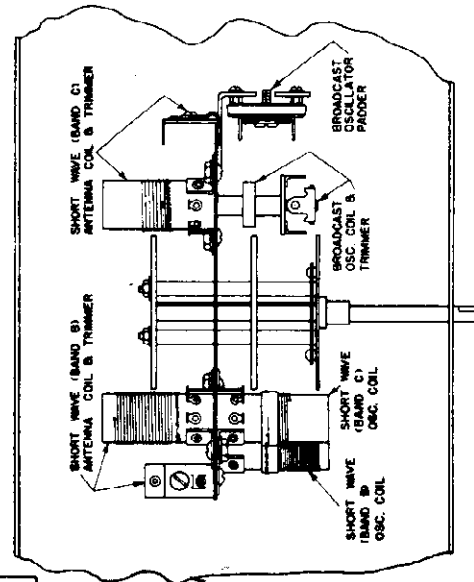 SHORT WAVE (BAND B)
ANTENNA COIL & TRIMMER
SHORT WAVE (BAND C)
ANTENNA COIL & TRIMMER
SHORT WAVE
(BAND B)
OSC. COIL
SHORT WAVE
(BAND C)
OSC. COIL
BROADCAST
OSC. COIL &
TRIMMER
BROADCAST
OSCILLATOR
PADDER